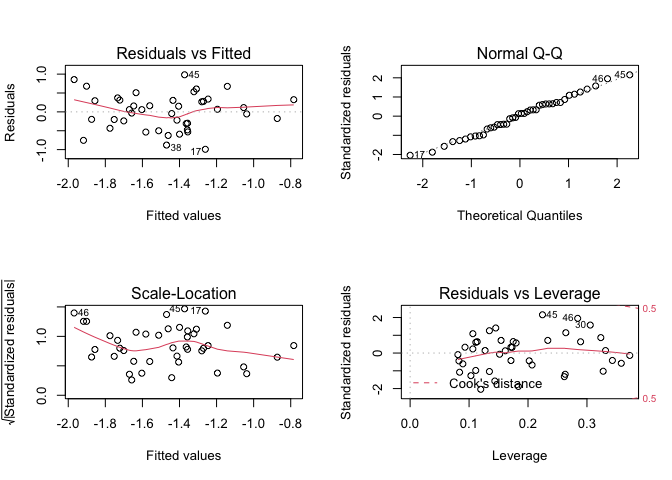 Residuals vs Fitted
Residuals
1.0
0.0
-1.0
45
38
17
-2.0 -1.8 -1.6 -1.4 -1.2 -1.0 -0.8
Fitted values
Normal Q-Q
Standardized residuals
2
0
-2
46
45
17
-2 -1 0 1 2
Theoretical Quantiles
Scale-Location
√|Standardized residuals|
1.0
0.0
46
45
17
-2.0 -1.8 -1.6 -1.4 -1.2 -1.0 -0.8
Fitted values
Residuals vs Leverage
Standardized residuals
2
0
-2
45
46
30
0.5
Cook's distance
0.5
0.0 0.1 0.2 0.3
Leverage